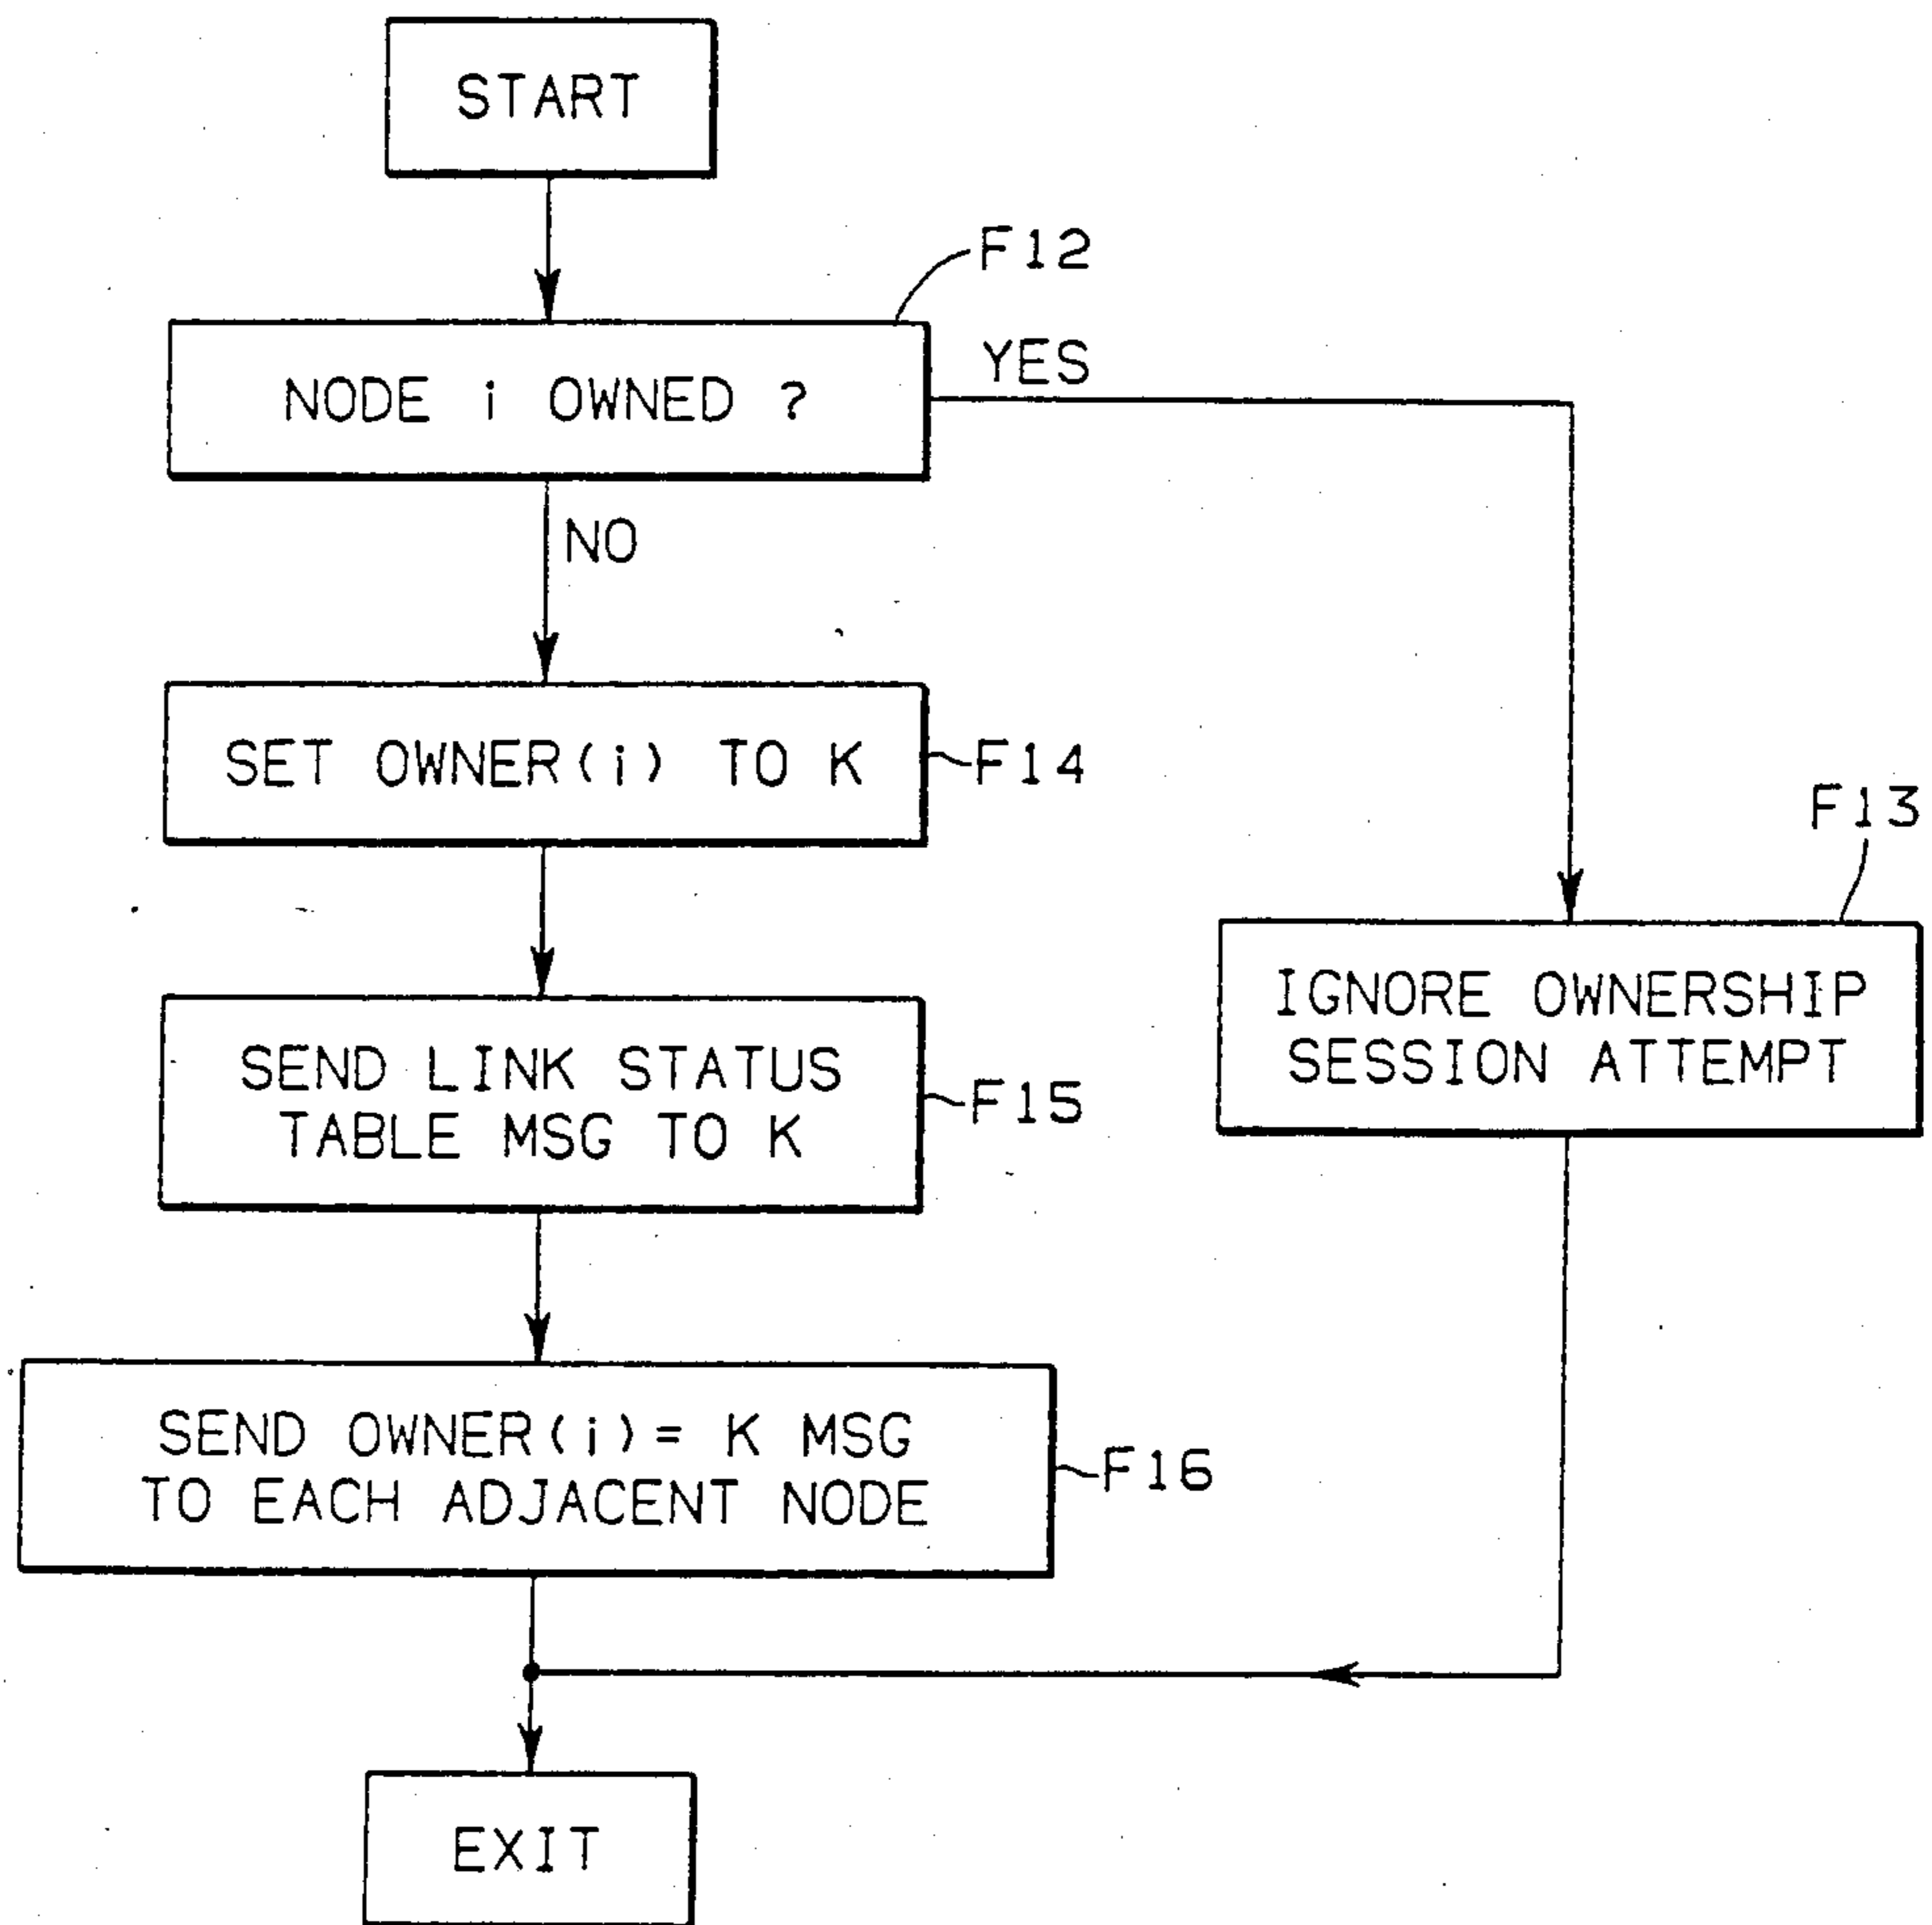 START
F12
NODE i OWNED ?
YES
NO
SET OWNER(i) TO K
F14
F13
IGNORE OWNERSHIP
SESSION ATTEMPT
SEND LINK STATUS
TABLE MSG TO K
F15
SEND OWNER(i)= K MSG
TO EACH ADJACENT NODE
F16
EXIT